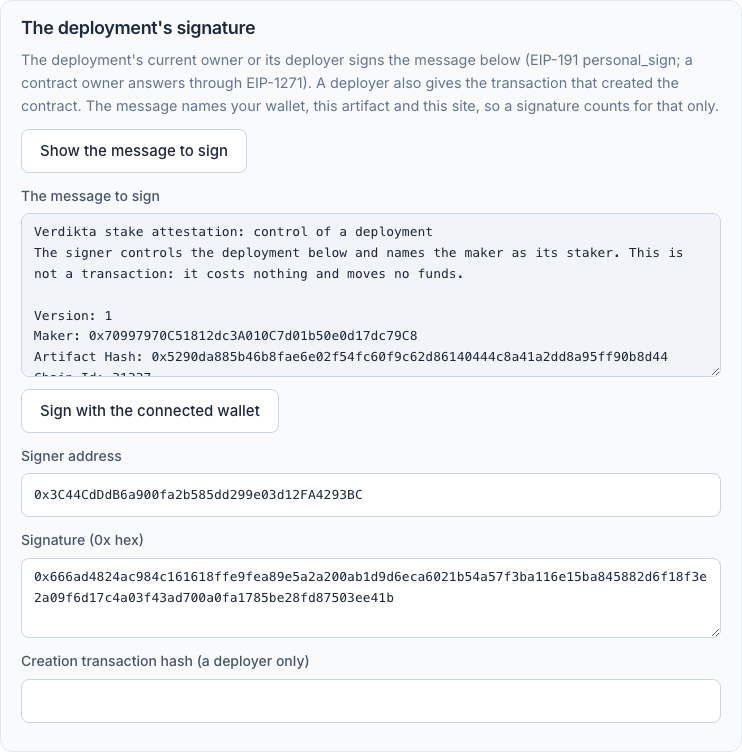 The deployment's signature
The deployment's current owner or its deployer signs the message below (EIP-191 personal_sign; a
contract owner answers through EIP-1271). A deployer also gives the transaction that created the
contract. The message names your wallet, this artifact and this site, so a signature counts for that only.
Show the message to sign
The message to sign
Verdikta stake attestation: control of a deployment
The signer controls the deployment below and names the maker as its staker. This is
not a transaction: it costs nothing and moves no funds.
Version: 1
Maker: 0x70997970C51812dc3A010C7d01b50e0d17dc79C8
Artifact Hash: 0x5290da885b46b8fae6e02f54fc60f9c62d86140444c8a41a2dd8a95ff90b8d44
Chain Id: 31337
Sign with the connected wallet
Signer address
0x3C44CdDdB6a900fa2b585dd299e03d12FA4293BC
Signature (0x hex)
0x666ad4824ac984c161618ffe9fea89e5a2a200ab1d9d6eca6021b54a57f3ba116e15ba845882d6f18f3e
2a09f6d17c4a03f43ad700a0fa1785be28fd87503ee41b
Creation transaction hash (a deployer only)